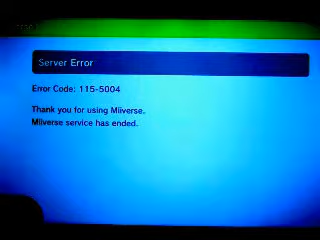 Server Error
Error Code: 115-5004
Thank you for using Miiverse.
Miiverse service has ended.